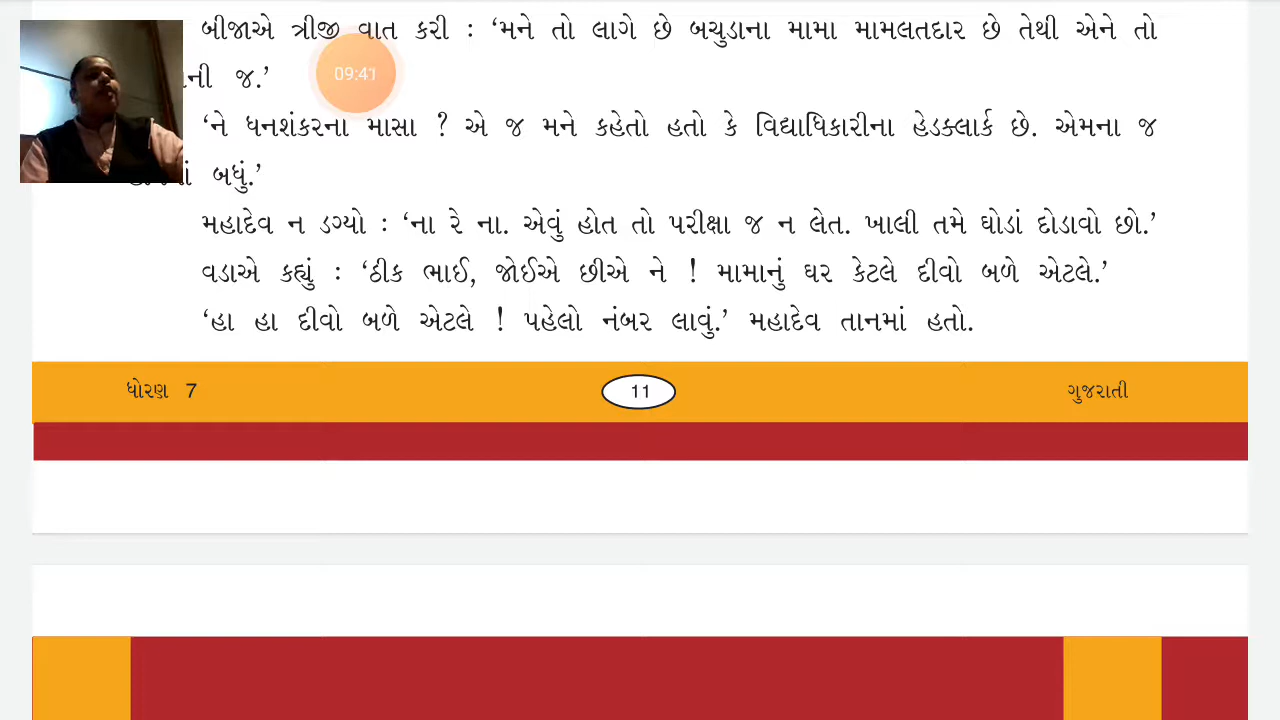 બીજાએ ત્રીજી વાત કરી : ‘મને તો લાગે છે બચુડાના મામા મામલતદાર છે તેથી એને તો
જ.’
09:41
‘ને ધનશંકરના માસા ? એ જ મને કહેતો હતો કે વિદ્યાધિકારીના હેડક્લાર્ક છે. એમના જ
બધું.’
મહાદેવ ન ડગ્યો : ‘ના રે ના. એવું હોત તો પરીક્ષા જ ન લેત. ખાલી તમે ઘોડાં દોડાવો છો.’
વડાએ કહ્યું : ‘ઠીક ભાઈ, જોઈએ છીએ ને ! મામાનું ઘર કેટલે દીવો બળે એટલે.’
‘હા હા દીવો બળે એટલે ! પહેલો નંબર લાવું.’ મહાદેવ તાનમાં હતો.
ધોરણ 7 11 ગુજરાતી